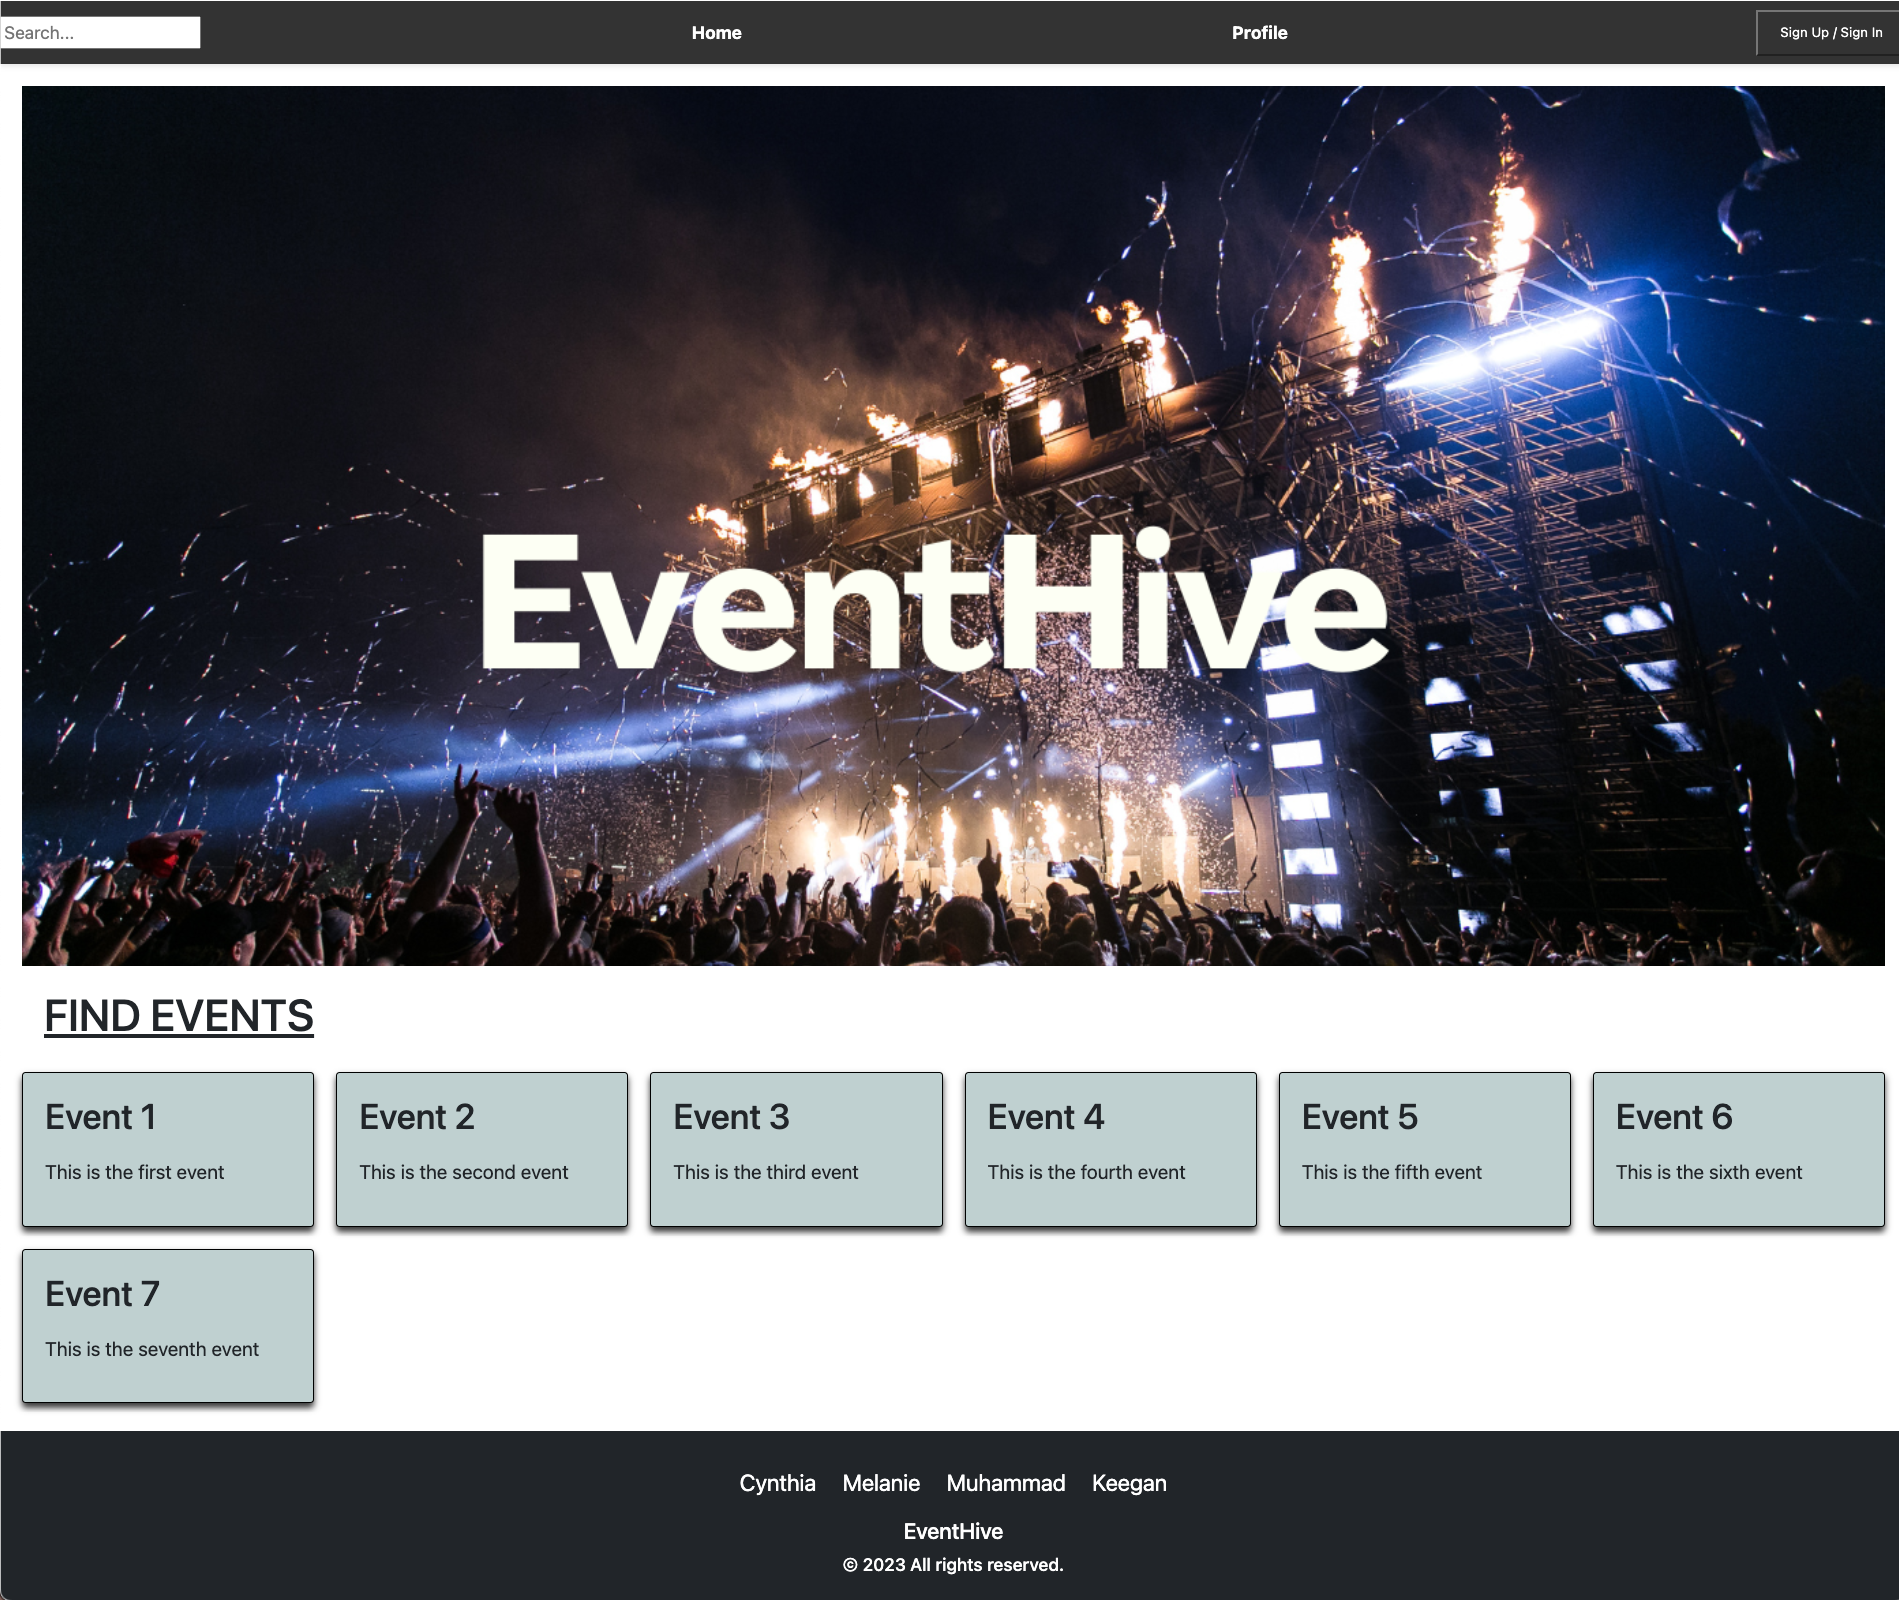 Search...
Home
Profile
Sign Up / Sign In
EventHive
FIND EVENTS
Event 1
This is the first event
Event 2
This is the second event
Event 3
This is the third event
Event 4
This is the fourth event
Event 5
This is the fifth event
Event 6
This is the sixth event
Event 7
This is the seventh event
Cynthia Melanie Muhammad Keegan
EventHive
© 2023 All rights reserved.